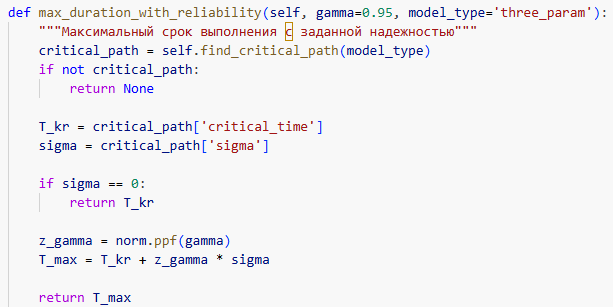 def max_duration_with_reliability(self, gamma=0.95, model_type='three_param'):
    """Максимальный срок выполнения с заданной надежностью"""
    critical_path = self.find_critical_path(model_type)
    if not critical_path:
        return None

    T_kr = critical_path['critical_time']
    sigma = critical_path['sigma']

    if sigma == 0:
        return T_kr

    z_gamma = norm.ppf(gamma)
    T_max = T_kr + z_gamma * sigma

    return T_max